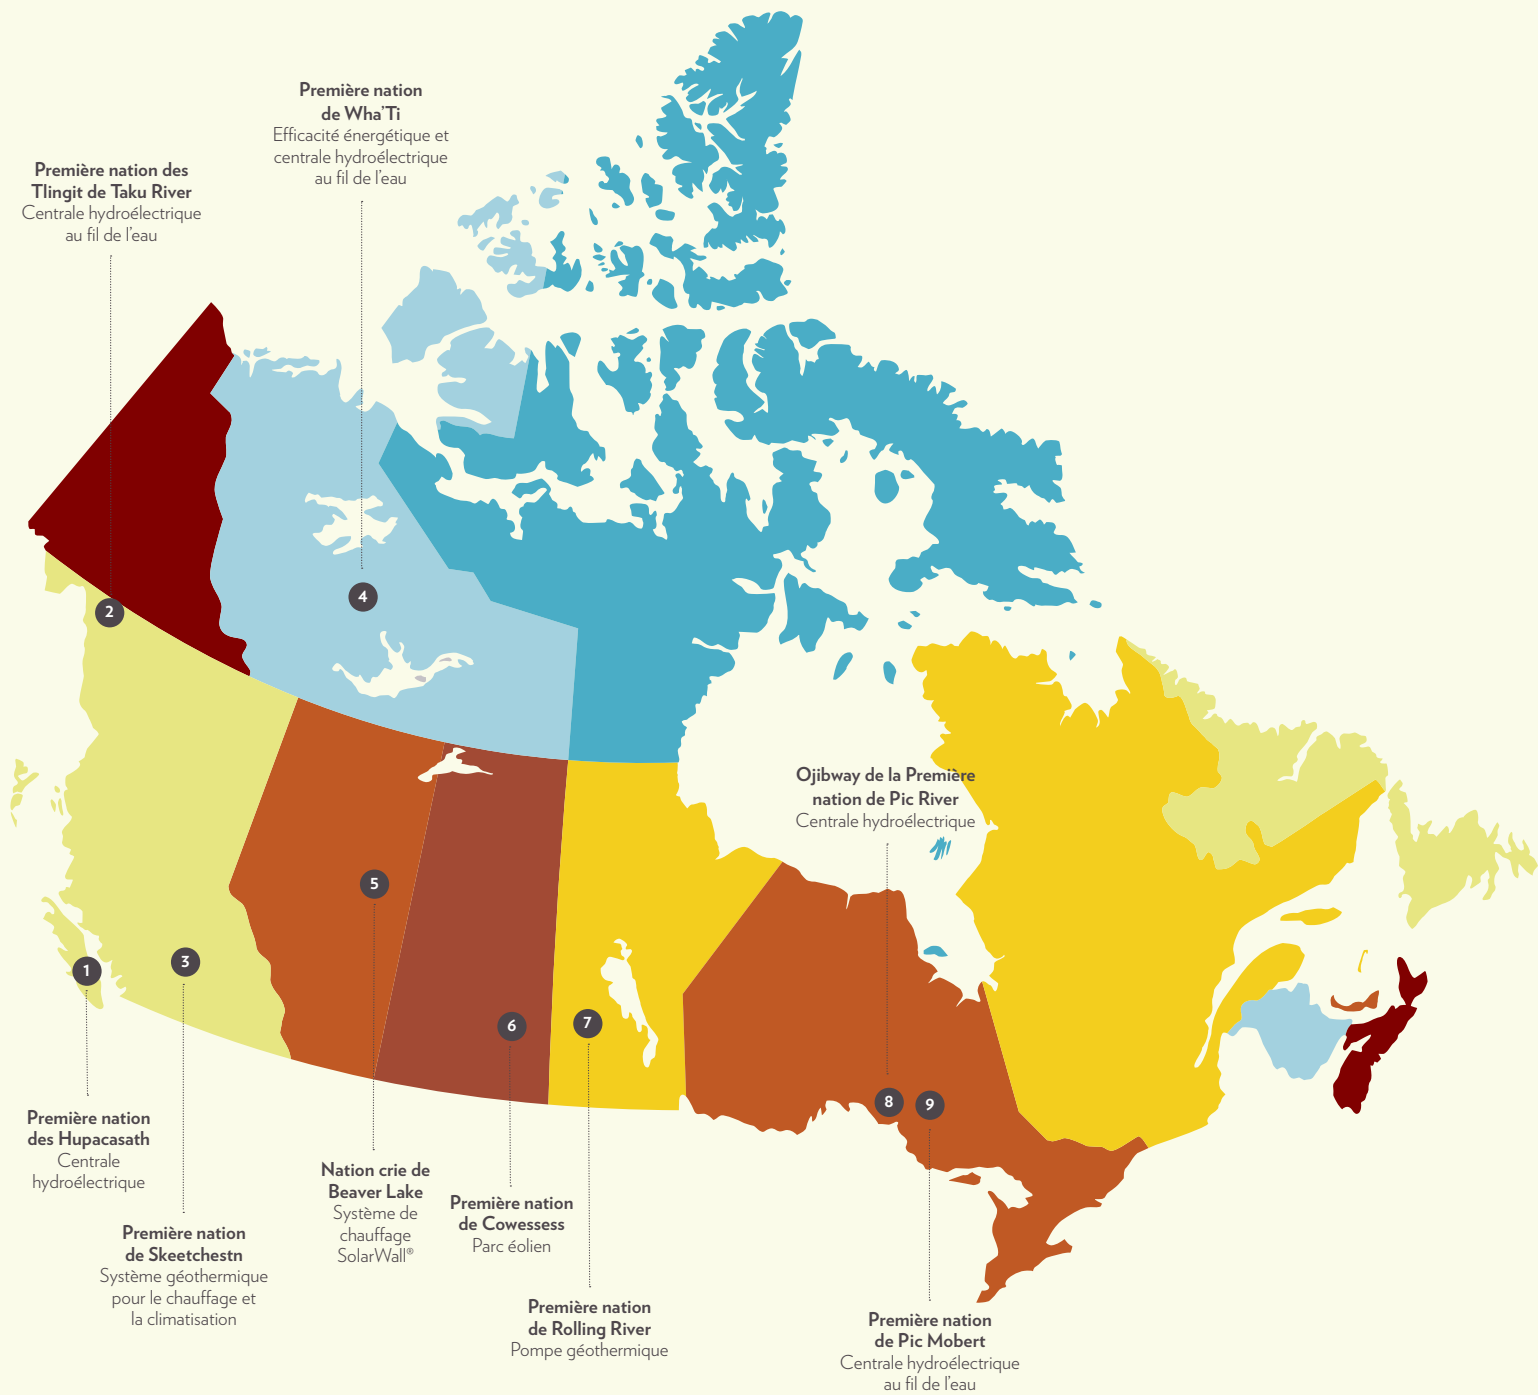 Première nation
de Wha’Ti
Efficacité énergétique et
centrale hydroélectrique
au fil de l’eau
Première nation des
Tlingit de Taku River
Centrale hydroélectrique
au fil de l’eau
4
2
Ojibway de la Première
nation de Pic River
Centrale hydroélectrique
5
3
1
6
7
8
9
Première nation
des Hupacasath
Centrale
hydroélectrique
Première nation
de Skeetchestn
Système géothermique
pour le chauffage et
la climatisation
Nation crie de
Beaver Lake
Système de
chauffage
SolarWall®
Première nation
de Cowessess
Parc éolien
Première nation
de Rolling River
Pompe géothermique
Première nation
de Pic Mobert
Centrale hydroélectrique
au fil de l’eau